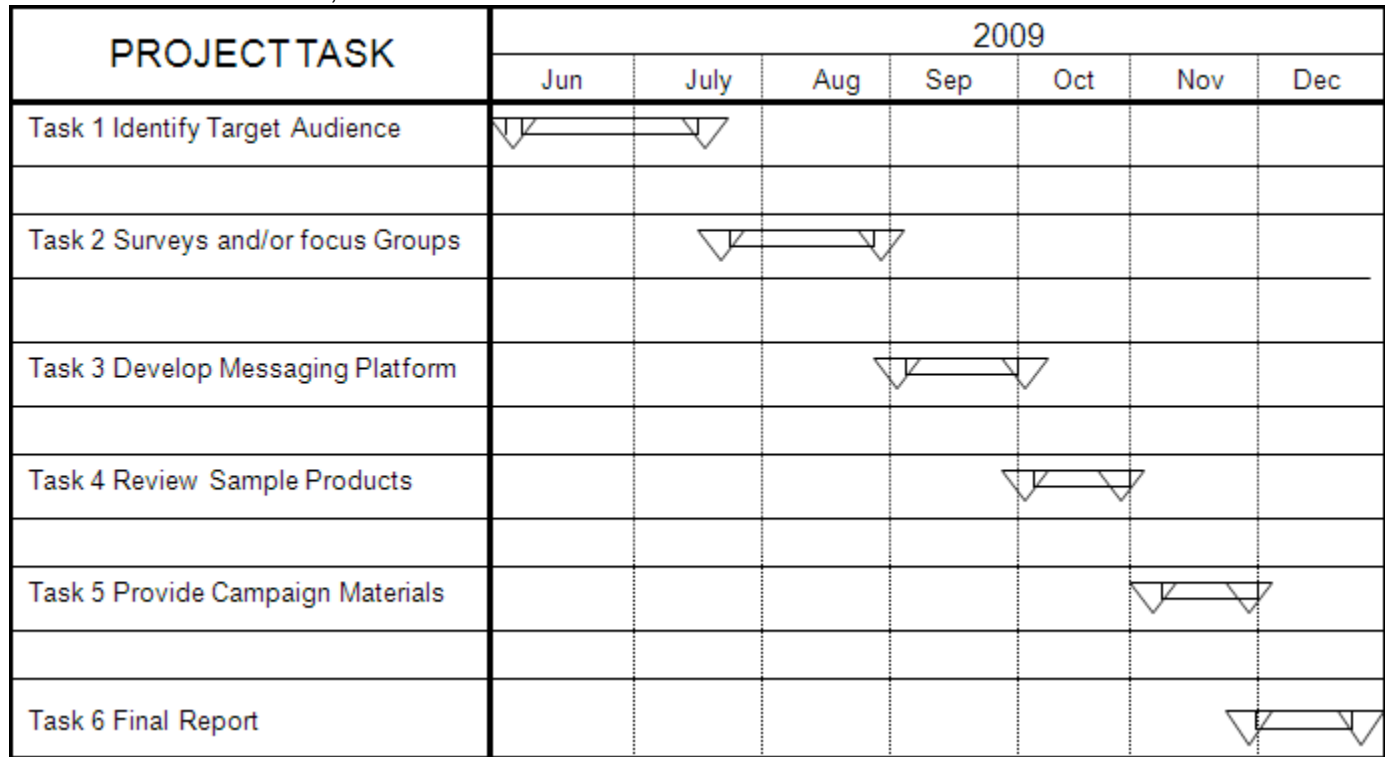 PROJECT TASK
2009
Jun July Aug Sep Oct Nov Dec
Task 1 Identify Target Audience
Task 2 Surveys and/or focus Groups
Task 3 Develop Messaging Platform
Task 4 Review Sample Products
Task 5 Provide Campaign Materials
Task 6 Final Report